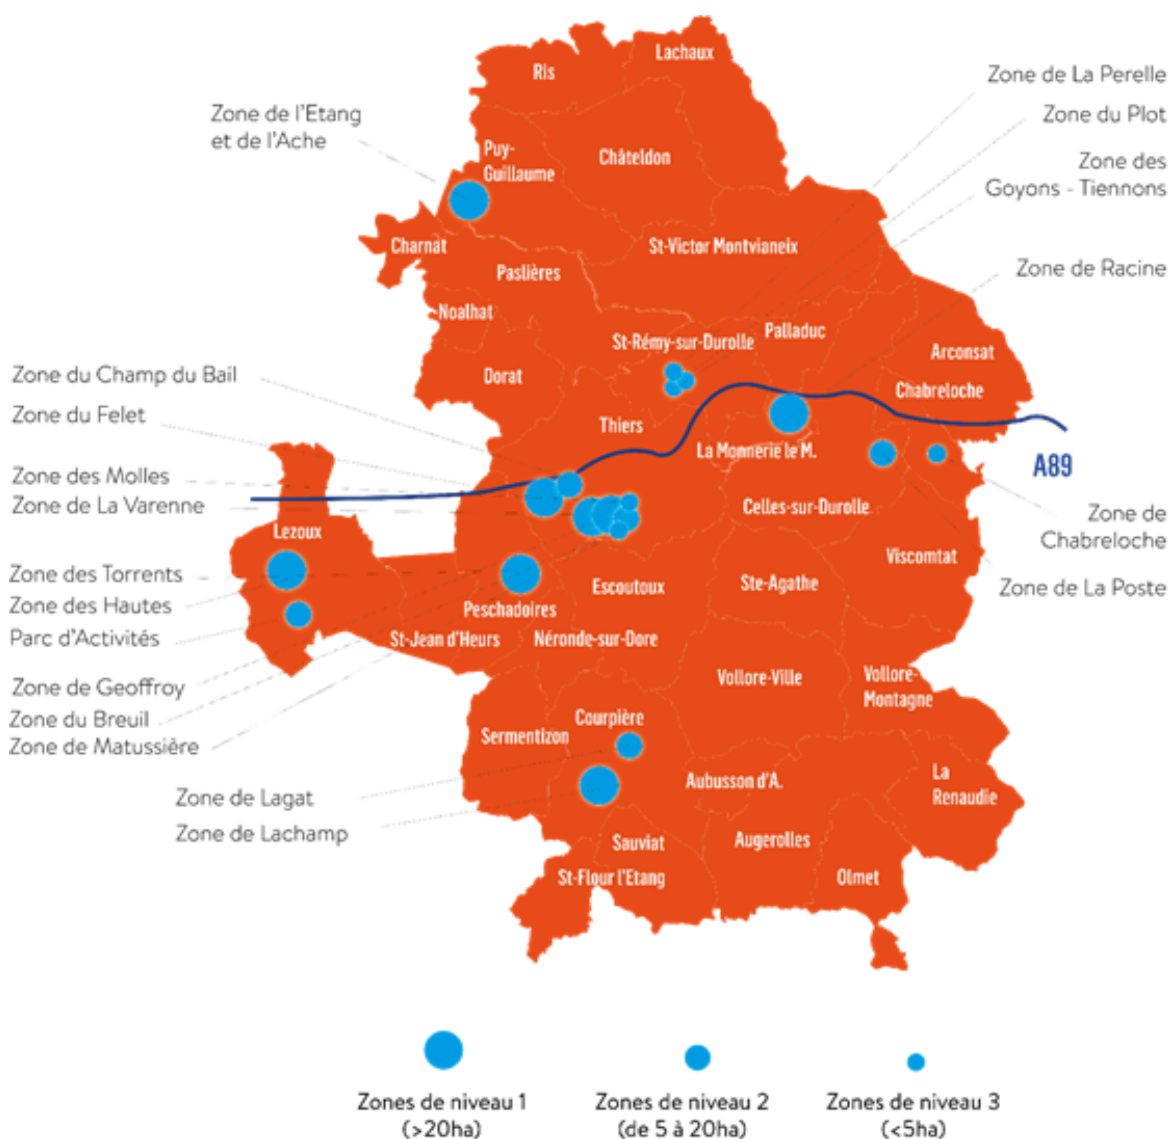 Lachaux
Ris
Zone de La Perelle
Zone de l'Etang
et de l'Ache
Zone du Plot
Puy-
Guillaume
Châteldon
Zone des
Goyons - Tiennons
Charnat
St-Victor Montvianeix
Paslières
Zone de Racine
Noalhat
St-Rémy-sur-Durolle
Palladuc
Arconsat
Zone du Champ du Bail
Dorat
Chabreloche
Zone du Felet
Thiers
La Monnerie le M.
A89
Zone des Molles
Zone de La Varenne
Celles-sur-Durolle
Zone de
Chabreloche
Lezoux
Viscomtat
Zone des Torrents
Escoutoux
Ste-Agathe
Zone de La Poste
Zone des Hautes
Peschadoires
Parc d'Activités
St-Jean d'Heurs
Néronde-sur-Dore
Zone de Geoffroy
Vollore-Ville
Vollore-
Montagne
Zone du Breuil
Courpière
Sermentizon
Zone de Matussière
La
Renaudie
Aubusson d'A.
Zone de Lagat
Zone de Lachamp
Sauviat
Augerolles
St-Flour l'Etang
Olmet
Zones de niveau 1
(>20ha)
Zones de niveau 2
(de 5 à 20ha)
Zones de niveau 3
(<5ha)